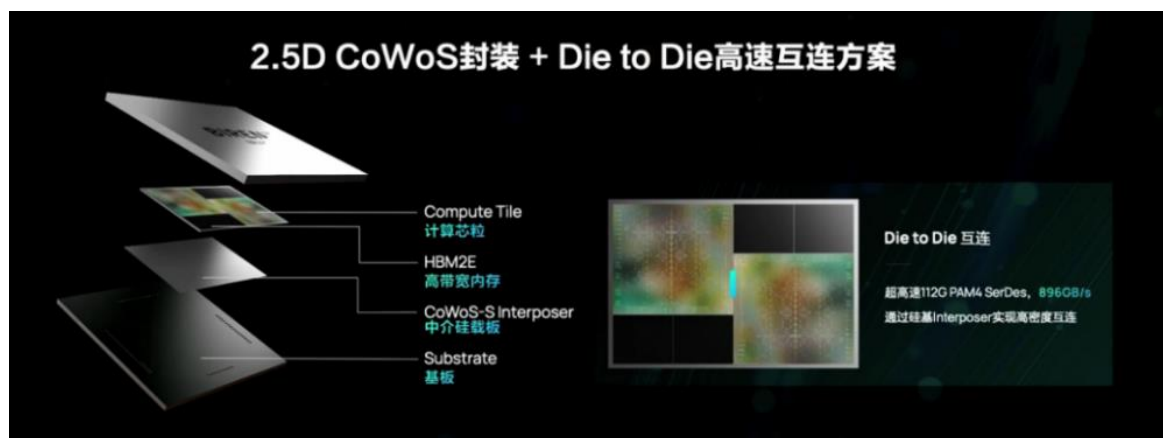 2.5D CoWoS封装 + Die to Die高速互连方案
BIREN
Compute Tile
计算芯粒
HBM2E
高带宽内存
CoWoS-S Interposer
中介硅载板
Substrate
基板
Die to Die 互连
超高速112G PAM4 SerDes，896GB/s
通过硅基Interposer实现高密度互连